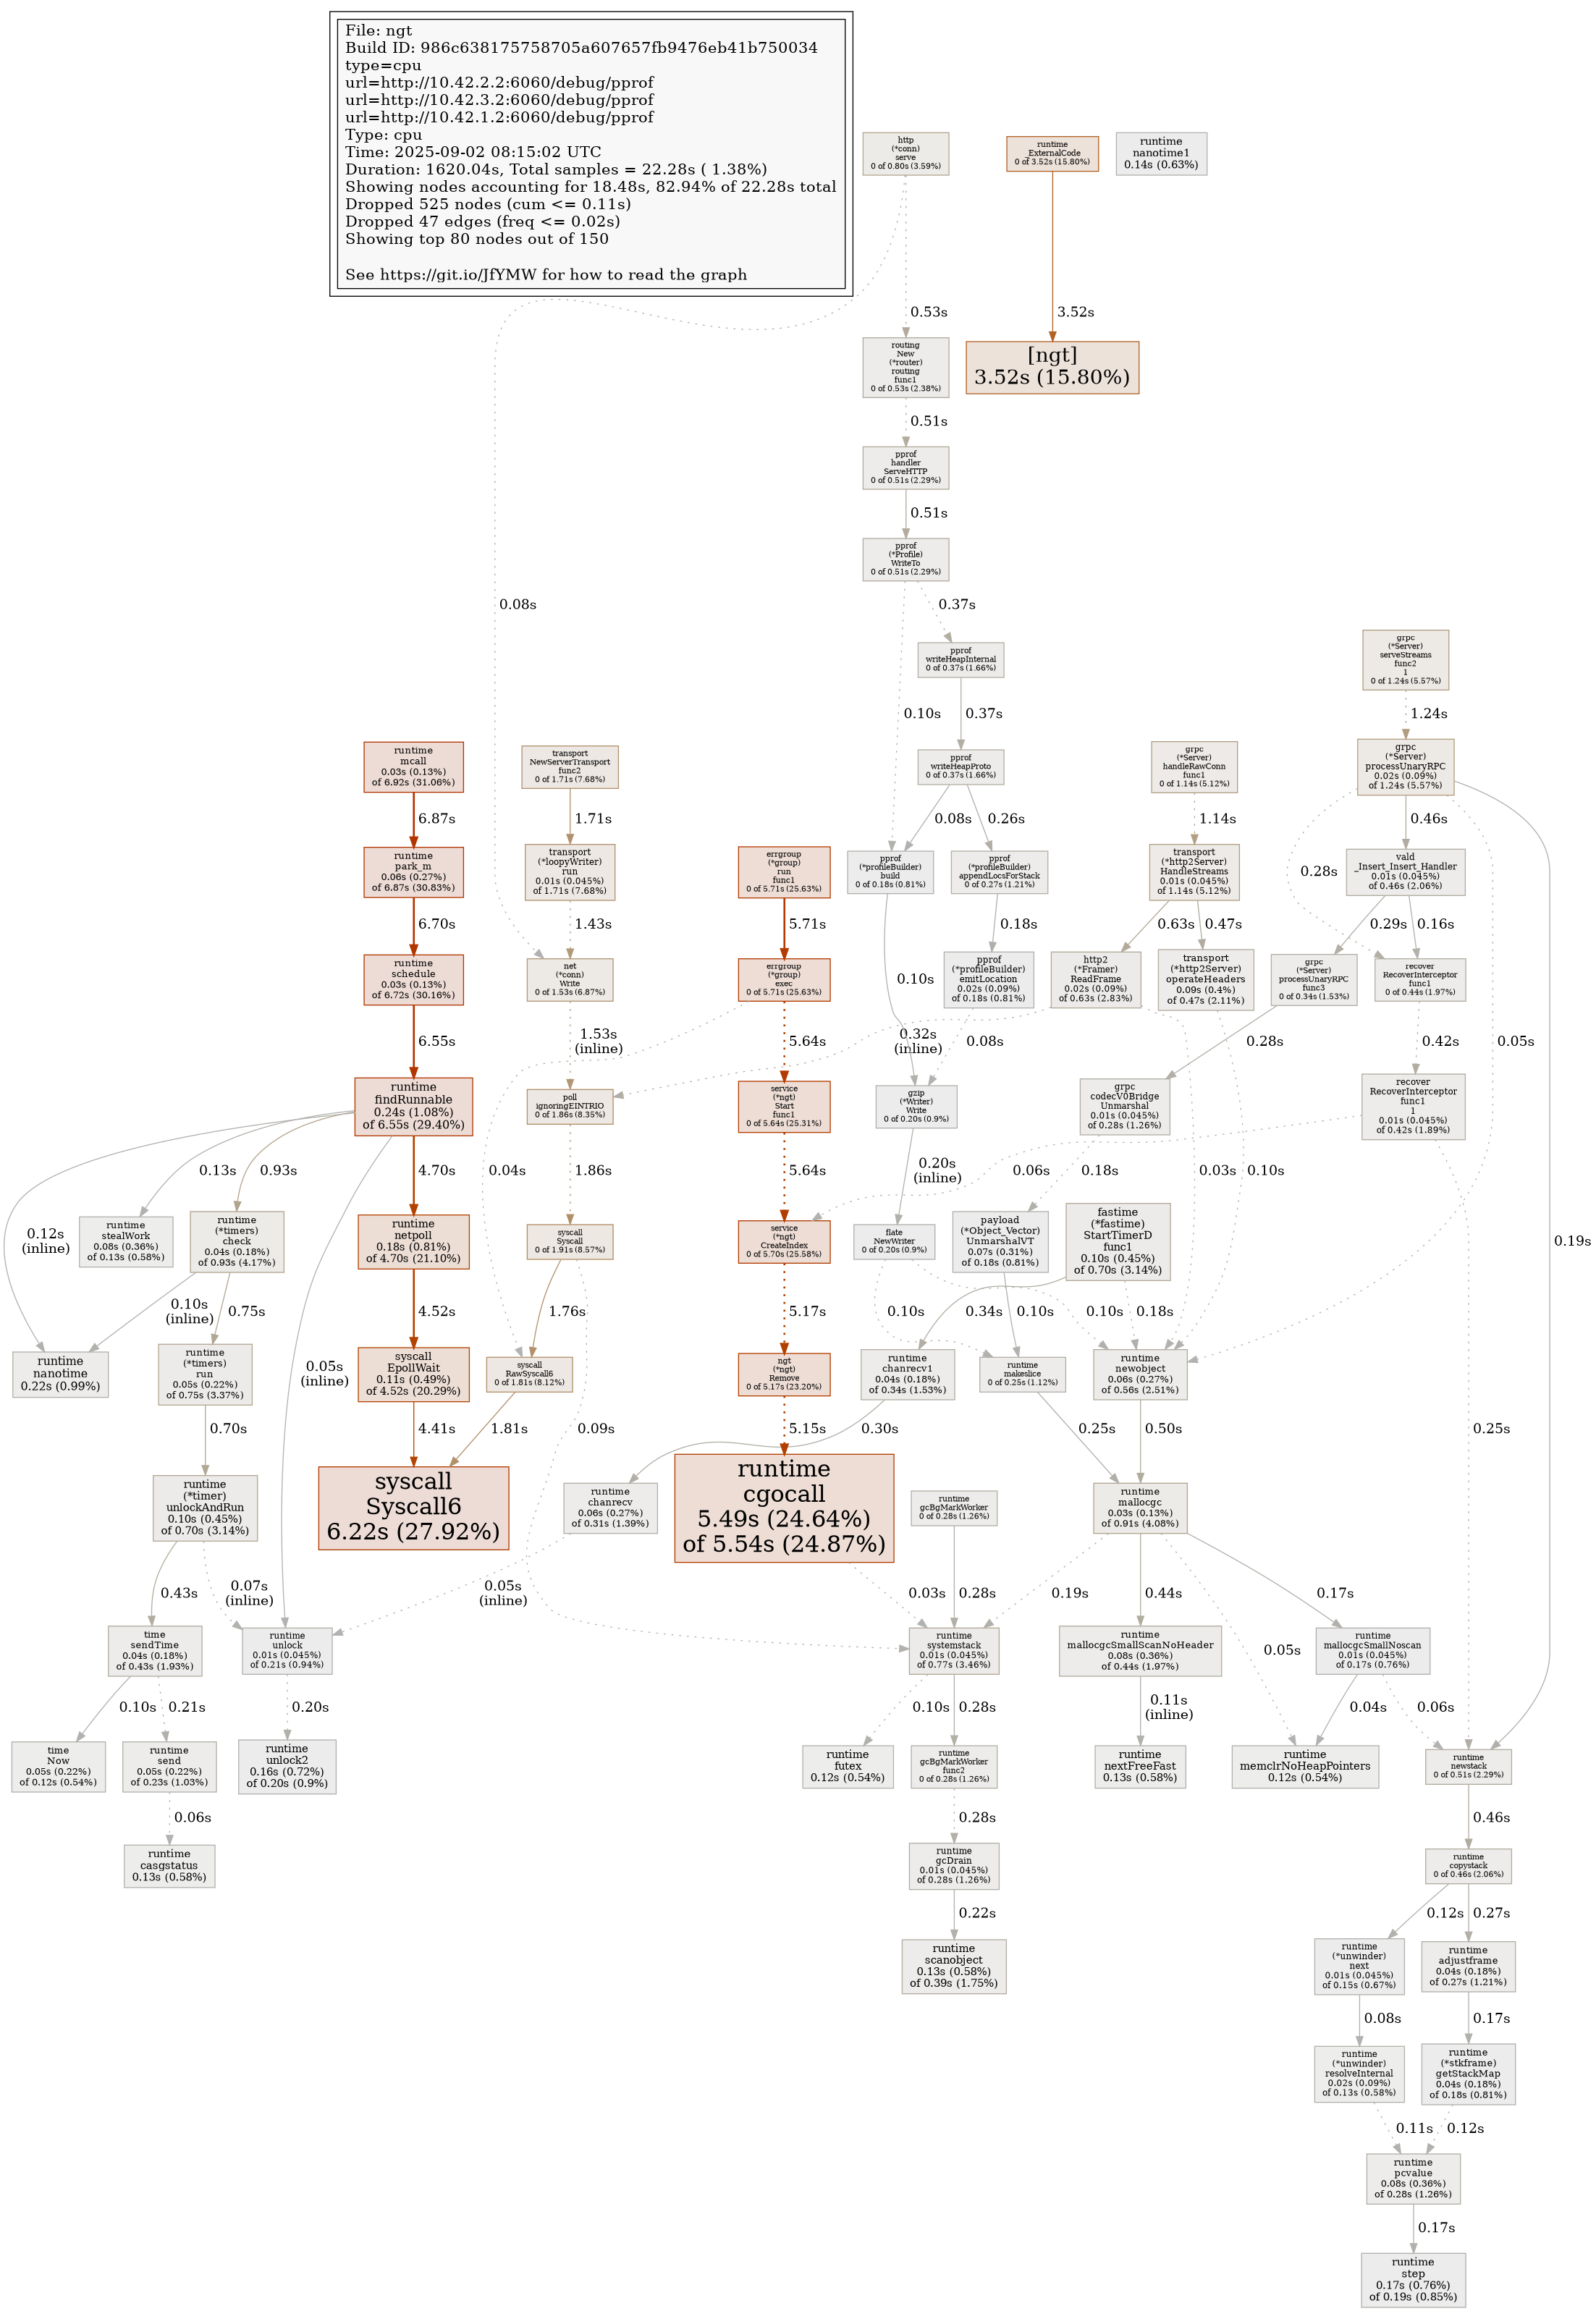 File: ngt
Build ID: 986c638175758705a607657fb9476eb41b750034
type=cpu
url=http://10.42.2.2:6060/debug/pprof
url=http://10.42.3.2:6060/debug/pprof
url=http://10.42.1.2:6060/debug/pprof
Type: cpu
Time: 2025-09-02 08:15:02 UTC
Duration: 1620.04s, Total samples = 22.28s ( 1.38%)
Showing nodes accounting for 18.48s, 82.94% of 22.28s total
Dropped 525 nodes (cum <= 0.11s)
Dropped 47 edges (freq <= 0.02s)
Showing top 80 nodes out of 150
See https://git.io/JfYMW for how to read the graph
http
(*conn)
serve
0 of 0.80s (3.59%)
runtime
ExternalCode
0 of 3.52s (15.80%)
runtime
nanotime1
0.14s (0.63%)
0.53s
3.52s
routing
New
(*router)
routing
func1
0 of 0.53s (2.38%)
[ngt]
3.52s (15.80%)
0.51s
pprof
handler
ServeHTTP
0 of 0.51s (2.29%)
0.51s
pprof
(*Profile)
WriteTo
0 of 0.51s (2.29%)
0.08s
0.37s
pprof
writeHeapInternal
0 of 0.37s (1.66%)
grpc
(*Server)
serveStreams
func2
1
0 of 1.24s (5.57%)
0.10s
0.37s
1.24s
runtime
mcall
0.03s (0.13%)
of 6.92s (31.06%)
transport
NewServerTransport
func2
0 of 1.71s (7.68%)
pprof
writeHeapProto
0 of 0.37s (1.66%)
grpc
(*Server)
handleRawConn
func1
0 of 1.14s (5.12%)
grpc
(*Server)
processUnaryRPC
0.02s (0.09%)
of 1.24s (5.57%)
6.87s
1.71s
0.08s
0.26s
1.14s
0.46s
runtime
park_m
0.06s (0.27%)
of 6.87s (30.83%)
transport
(*loopyWriter)
run
0.01s (0.045%)
of 1.71s (7.68%)
errgroup
(*group)
run
func1
0 of 5.71s (25.63%)
pprof
(*profileBuilder)
build
0 of 0.18s (0.81%)
pprof
(*profileBuilder)
appendLocsForStack
0 of 0.27s (1.21%)
transport
(*http2Server)
HandleStreams
0.01s (0.045%)
of 1.14s (5.12%)
0.28s
vald
_Insert_Insert_Handler
0.01s (0.045%)
of 0.46s (2.06%)
6.70s
1.43s
5.71s
0.18s
0.63s
0.47s
0.29s
0.16s
runtime
schedule
0.03s (0.13%)
of 6.72s (30.16%)
net
(*conn)
Write
0 of 1.53s (6.87%)
errgroup
(*group)
exec
0 of 5.71s (25.63%)
0.10s
pprof
(*profileBuilder)
emitLocation
0.02s (0.09%)
of 0.18s (0.81%)
http2
(*Framer)
ReadFrame
0.02s (0.09%)
of 0.63s (2.83%)
transport
(*http2Server)
operateHeaders
0.09s (0.4%)
of 0.47s (2.11%)
grpc
(*Server)
processUnaryRPC
func3
0 of 0.34s (1.53%)
recover
RecoverInterceptor
func1
0 of 0.44s (1.97%)
6.55s
1.53s
(inline)
5.64s
0.32s
(inline)
0.08s
0.28s
0.42s
0.05s
runtime
findRunnable
0.24s (1.08%)
of 6.55s (29.40%)
poll
ignoringEINTRIO
0 of 1.86s (8.35%)
service
(*ngt)
Start
func1
0 of 5.64s (25.31%)
gzip
(*Writer)
Write
0 of 0.20s (0.9%)
grpc
codecV0Bridge
Unmarshal
0.01s (0.045%)
of 0.28s (1.26%)
recover
RecoverInterceptor
func1
1
0.01s (0.045%)
of 0.42s (1.89%)
0.13s
0.93s
4.70s
0.04s
1.86s
5.64s
0.20s
(inline)
0.06s
0.18s
0.03s
0.10s
0.12s
(inline)
runtime
stealWork
0.08s (0.36%)
of 0.13s (0.58%)
runtime
(*timers)
check
0.04s (0.18%)
of 0.93s (4.17%)
runtime
netpoll
0.18s (0.81%)
of 4.70s (21.10%)
syscall
Syscall
0 of 1.91s (8.57%)
service
(*ngt)
CreateIndex
0 of 5.70s (25.58%)
flate
NewWriter
0 of 0.20s (0.9%)
payload
(*Object_Vector)
UnmarshalVT
0.07s (0.31%)
of 0.18s (0.81%)
fastime
(*fastime)
StartTimerD
func1
0.10s (0.45%)
of 0.70s (3.14%)
0.19s
0.10s
(inline)
0.75s
4.52s
1.76s
5.17s
0.10s
0.10s
0.10s
0.34s
0.18s
runtime
nanotime
0.22s (0.99%)
runtime
(*timers)
run
0.05s (0.22%)
of 0.75s (3.37%)
0.05s
(inline)
syscall
EpollWait
0.11s (0.49%)
of 4.52s (20.29%)
syscall
RawSyscall6
0 of 1.81s (8.12%)
ngt
(*ngt)
Remove
0 of 5.17s (23.20%)
runtime
chanrecv1
0.04s (0.18%)
of 0.34s (1.53%)
runtime
makeslice
0 of 0.25s (1.12%)
runtime
newobject
0.06s (0.27%)
of 0.56s (2.51%)
0.70s
4.41s
1.81s
0.09s
5.15s
0.30s
0.25s
0.50s
0.25s
runtime
(*timer)
unlockAndRun
0.10s (0.45%)
of 0.70s (3.14%)
syscall
Syscall6
6.22s (27.92%)
runtime
chanrecv
0.06s (0.27%)
of 0.31s (1.39%)
runtime
cgocall
5.49s (24.64%)
of 5.54s (24.87%)
runtime
gcBgMarkWorker
0 of 0.28s (1.26%)
runtime
mallocgc
0.03s (0.13%)
of 0.91s (4.08%)
0.43s
0.07s
(inline)
0.05s
(inline)
0.03s
0.28s
0.19s
0.44s
0.05s
0.17s
time
sendTime
0.04s (0.18%)
of 0.43s (1.93%)
runtime
unlock
0.01s (0.045%)
of 0.21s (0.94%)
runtime
systemstack
0.01s (0.045%)
of 0.77s (3.46%)
runtime
mallocgcSmallScanNoHeader
0.08s (0.36%)
of 0.44s (1.97%)
runtime
mallocgcSmallNoscan
0.01s (0.045%)
of 0.17s (0.76%)
0.10s
0.21s
0.20s
0.10s
0.28s
0.11s
(inline)
0.04s
0.06s
time
Now
0.05s (0.22%)
of 0.12s (0.54%)
runtime
send
0.05s (0.22%)
of 0.23s (1.03%)
runtime
unlock2
0.16s (0.72%)
of 0.20s (0.9%)
runtime
futex
0.12s (0.54%)
runtime
gcBgMarkWorker
func2
0 of 0.28s (1.26%)
runtime
nextFreeFast
0.13s (0.58%)
runtime
memclrNoHeapPointers
0.12s (0.54%)
runtime
newstack
0 of 0.51s (2.29%)
0.06s
0.28s
0.46s
runtime
casgstatus
0.13s (0.58%)
runtime
gcDrain
0.01s (0.045%)
of 0.28s (1.26%)
runtime
copystack
0 of 0.46s (2.06%)
0.22s
0.12s
0.27s
runtime
scanobject
0.13s (0.58%)
of 0.39s (1.75%)
runtime
(*unwinder)
next
0.01s (0.045%)
of 0.15s (0.67%)
runtime
adjustframe
0.04s (0.18%)
of 0.27s (1.21%)
0.08s
0.17s
runtime
(*unwinder)
resolveInternal
0.02s (0.09%)
of 0.13s (0.58%)
runtime
(*stkframe)
getStackMap
0.04s (0.18%)
of 0.18s (0.81%)
0.11s
0.12s
runtime
pcvalue
0.08s (0.36%)
of 0.28s (1.26%)
0.17s
runtime
step
0.17s (0.76%)
of 0.19s (0.85%)